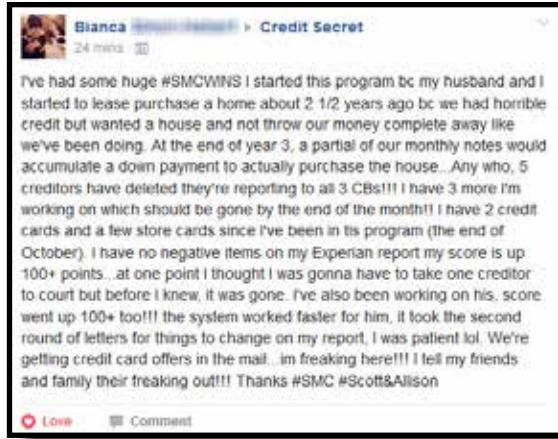 Bianca ▸ Credit Secret
24 mins
I've had some huge #SMCWINS I started this program bc my husband and I
started to lease purchase a home about 2 1/2 years ago bc we had horrible
credit but wanted a house and not throw our money complete away like
we've been doing. At the end of year 3, a partial of our monthly notes would
accumulate a down payment to actually purchase the house...Any who, 5
creditors have deleted they're reporting to all 3 CBs!!! I have 3 more I'm
working on which should be gone by the end of the month!! I have 2 credit
cards and a few store cards since I've been in tis program (the end of
October). I have no negative items on my Experian report my score is up
100+ points...at one point I thought I was gonna have to take one creditor
to court but before I knew, it was gone. I've also been working on his, score
went up 100+ too!!! the system worked faster for him, it took the second
round of letters for things to change on my report, I was patient lol. We're
getting credit card offers in the mail...im freaking here!!! I tell my friends
and family their freaking out!!! Thanks #SMC #Scott&Allison
Love Comment